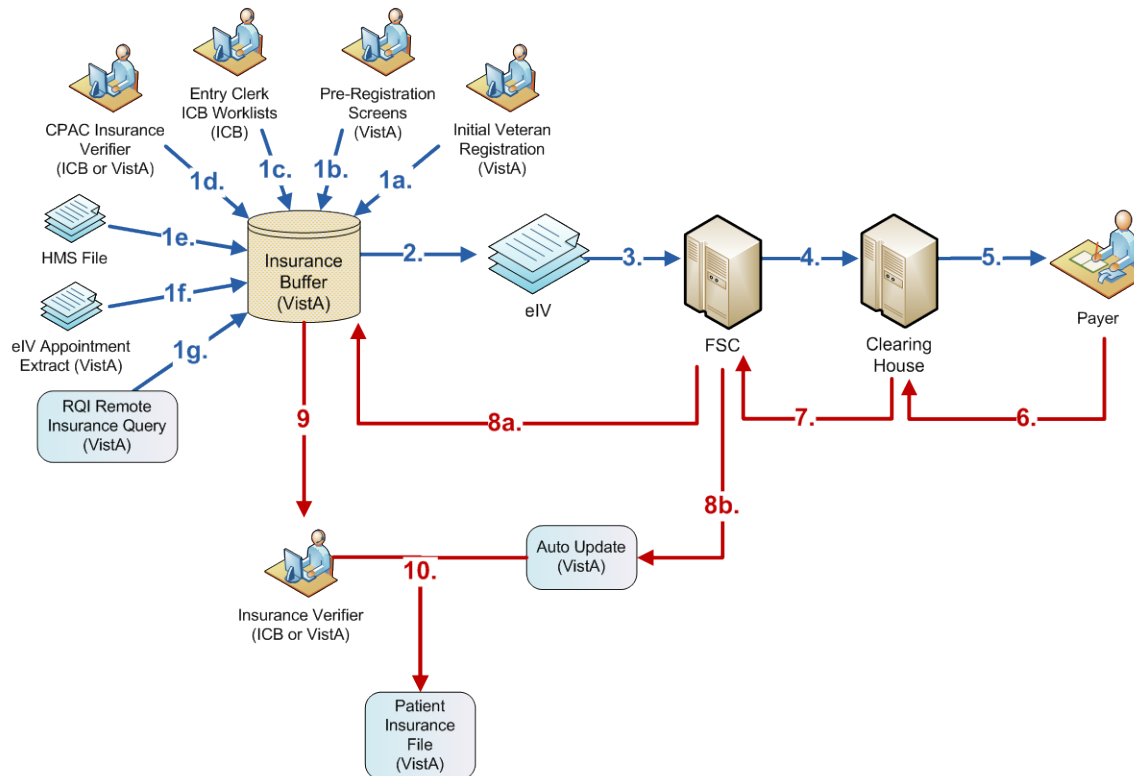 Entry Clerk
ICB Worklists
(ICB)
Pre-Registration
Screens
(VistA)
CPAC Insurance
Verifier
(ICB or VistA)
Initial Veteran
Registration
(VistA)
1d.
1c.
1b.
1a.
HMS File
1e.
Insurance
Buffer
(VistA)
2.
eIV
3.
FSC
4.
Clearing
House
5.
Payer
eIV Appointment
Extract (VistA)
1f.
1g.
RQI Remote
Insurance Query
(VistA)
9
8a.
7.
6.
8b.
Insurance Verifier
(ICB or VistA)
10.
Auto Update
(VistA)
Patient
Insurance
File
(VistA)